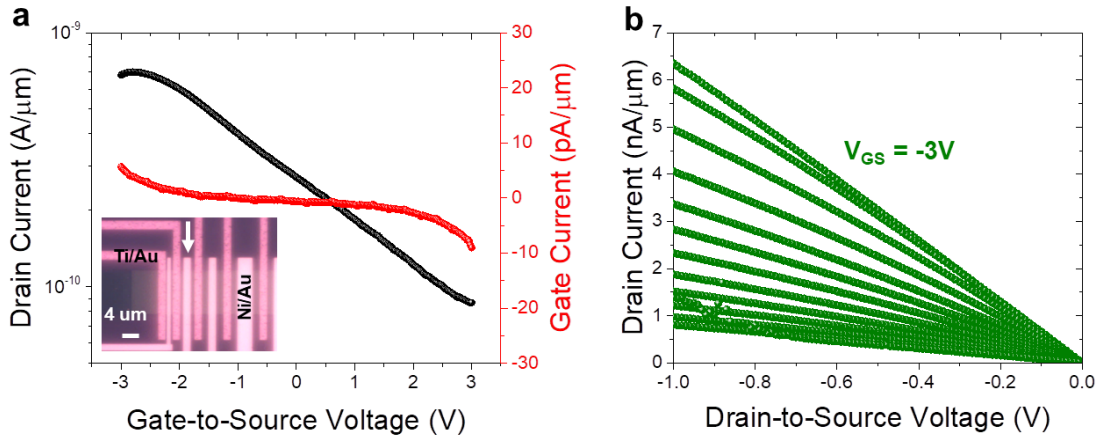 a
10⁻⁹
10⁻¹⁰
Drain Current (A/μm)
30
20
10
0
-10
-20
-30
Gate Current (pA/μm)
Ti/Au
Ni/Au
4 um
-3 -2 -1 0 1 2 3
Gate-to-Source Voltage (V)
b
7
6
5
4
3
2
1
0
Drain Current (nA/μm)
V_GS = -3V
-1.0 -0.8 -0.6 -0.4 -0.2 0.0
Drain-to-Source Voltage (V)